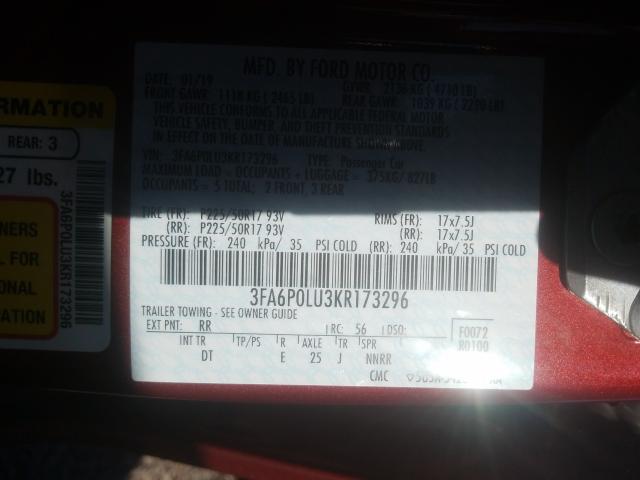 MFD. BY FORD MOTOR CO.
DATE: 01/19 GVWR: 2136 KG ( 4710 LB)
FRONT GAWR: 1118 KG ( 2465 LB) REAR GAWR: 1039 KG ( 2290 LB)
THIS VEHICLE CONFORMS TO ALL APPLICABLE FEDERAL MOTOR
VEHICLE SAFETY, BUMPER, AND THEFT PREVENTION STANDARDS
IN EFFECT ON THE DATE OF MANUFACTURE SHOWN ABOVE.
VIN: 3FA6P0LU3KR173296 TYPE: Passenger Car
MAXIMUM LOAD = OCCUPANTS + LUGGAGE = 375KG/ 827LB
OCCUPANTS = 5 TOTAL; 2 FRONT, 3 REAR
TIRE (FR): P225/50R17 93V RIMS (FR): 17x7.5J
(RR): P225/50R17 93V (RR): 17x7.5J
PRESSURE (FR): 240 kPa/ 35 PSI COLD (RR): 240 kPa/ 35 PSI COLD
3FA6P0LU3KR173296
TRAILER TOWING - SEE OWNER GUIDE
EXT PNT: RR RC: 56 DSO: F0072
R0100
INT TR TP/PS R AXLE TR SPR
DT E 25 J NNRR
CMC
RMATION
REAR: 3
27 lbs.
NERS
FOR
ONAL
ION
3FA6P0LU3KR173296